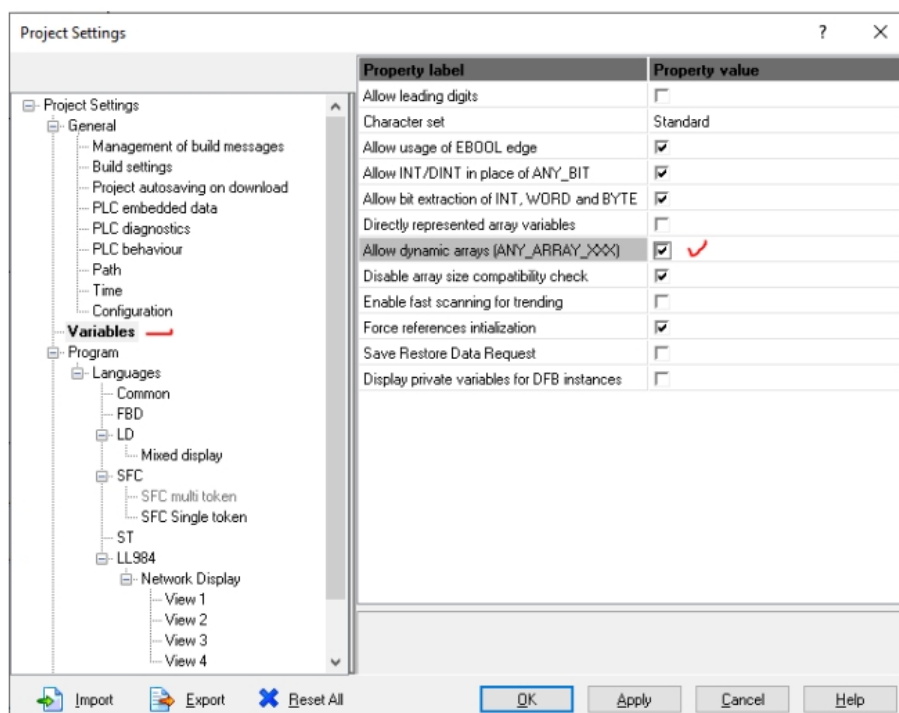 Project Settings
?
Property label Property value
Project Settings
General
Management of build messages
Build settings
Project autosaving on download
PLC embedded data
PLC diagnostics
PLC behaviour
Path
Time
Configuration
Variables
Program
Languages
Common
FBD
LD
Mixed display
SFC
SFC multi token
SFC Single token
ST
LL984
Network Display
View 1
View 2
View 3
View 4
Allow leading digits
Character set Standard
Allow usage of EBOOL edge
Allow INT/DINT in place of ANY_BIT
Allow bit extraction of INT, WORD and BYTE
Directly represented array variables
Allow dynamic arrays (ANY_ARRAY_XXX)
Disable array size compatibility check
Enable fast scanning for trending
Force references intialization
Save Restore Data Request
Display private variables for DFB instances
Import Export Reset All OK Apply Cancel Help